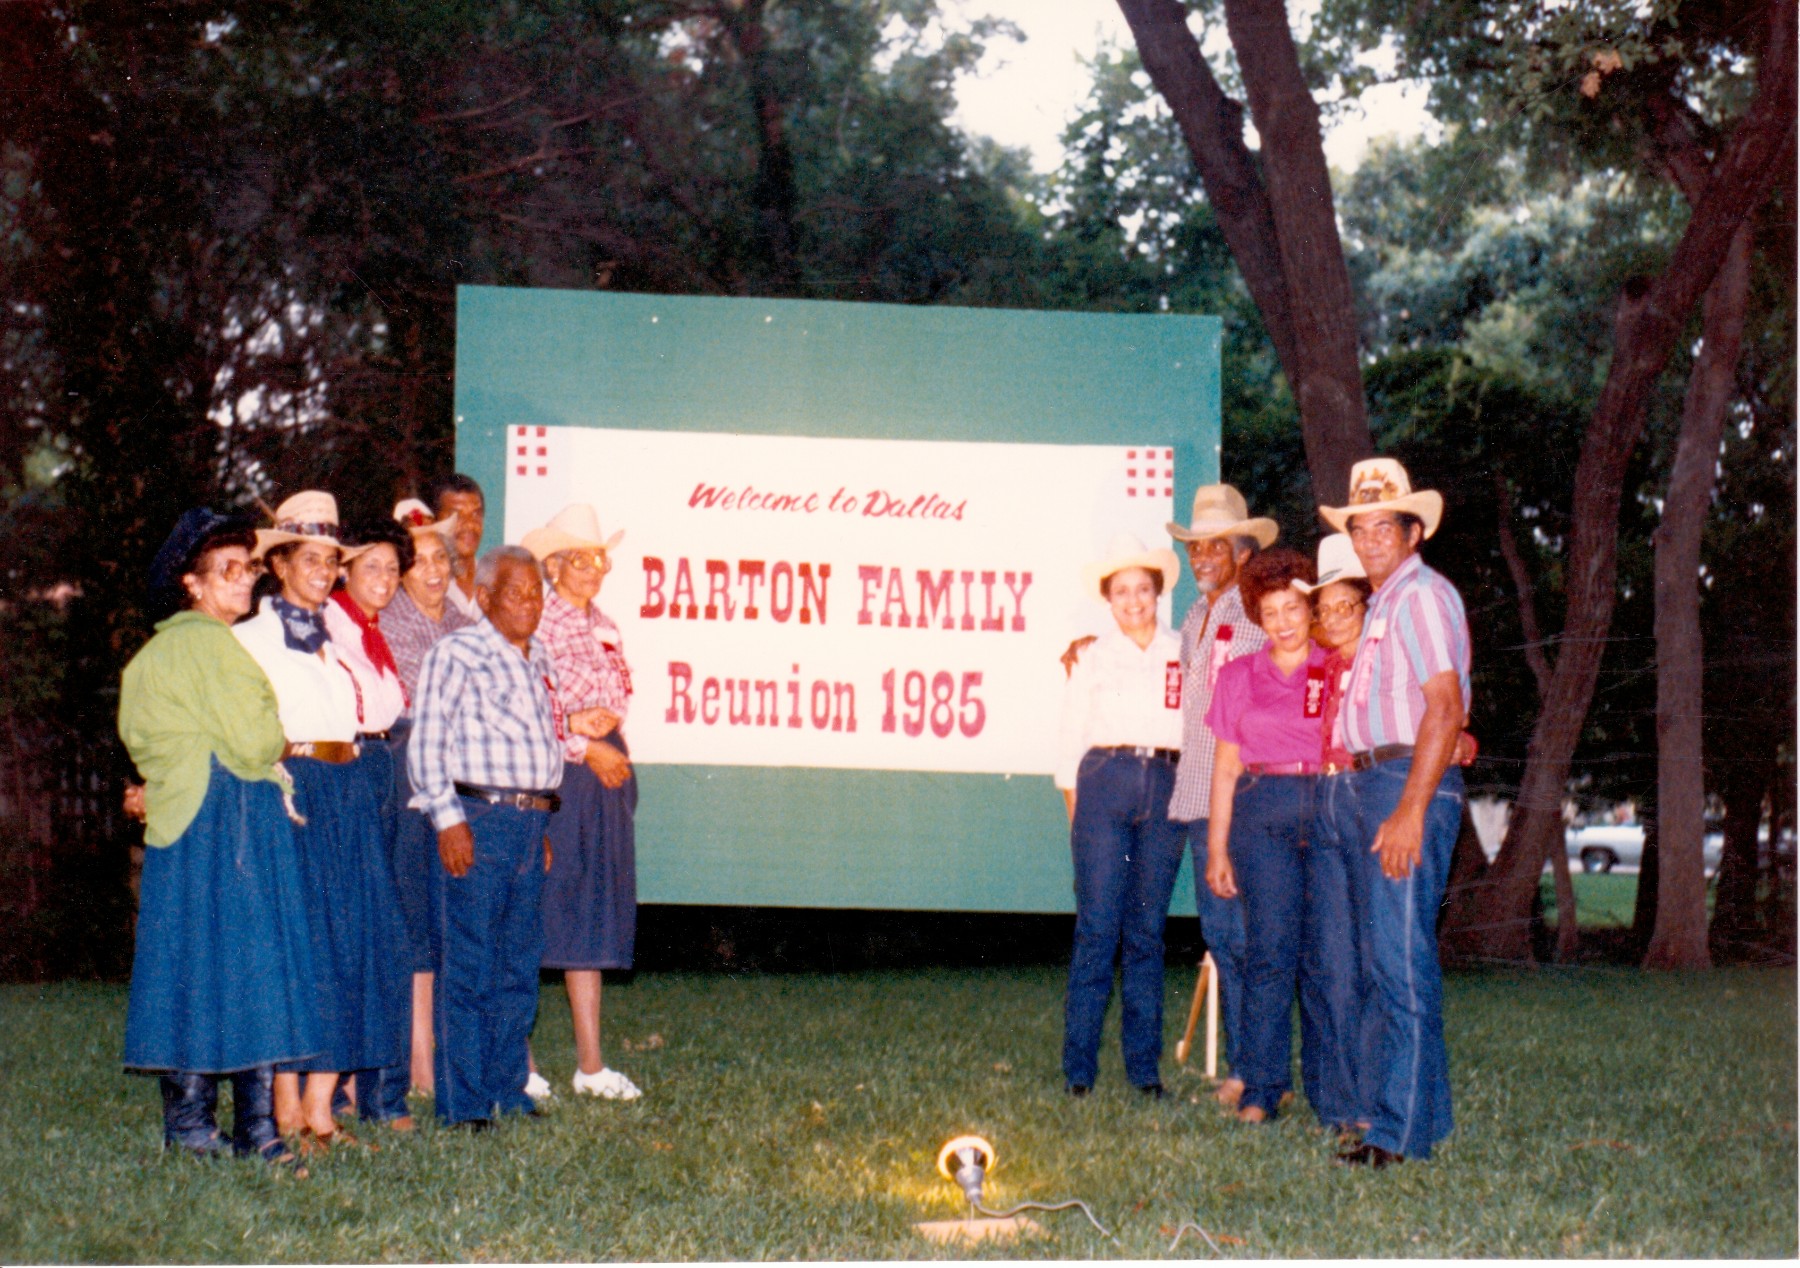 Welcome to Dallas
BARTON FAMILY
Reunion 1985